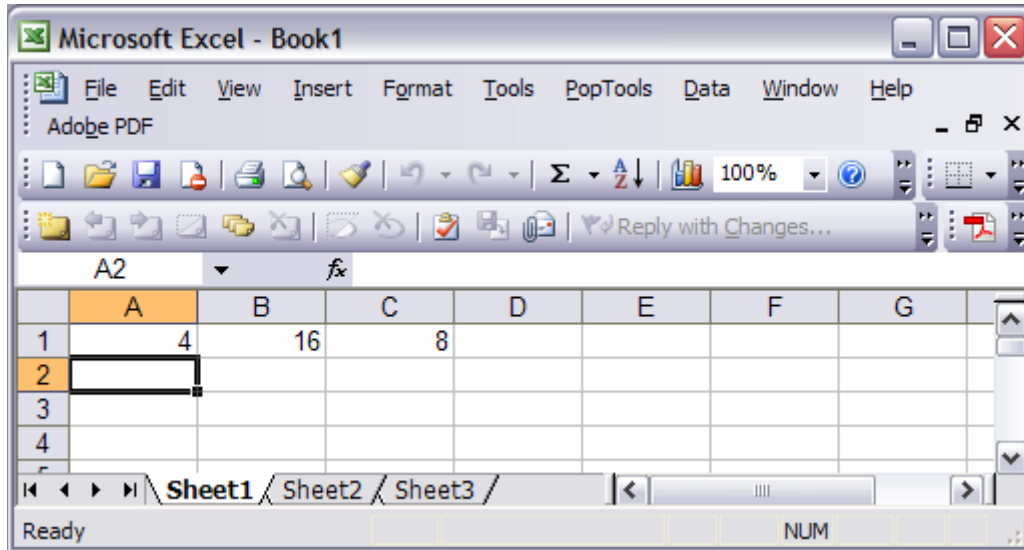 Microsoft Excel - Book1
File Edit View Insert Format Tools PopTools Data Window Help
Adobe PDF
Σ A Z 100% ?
Reply with Changes...
A2 fx
A B C D E F G
1 4 16 8
2
3
4
Sheet1 Sheet2 Sheet3
Ready NUM